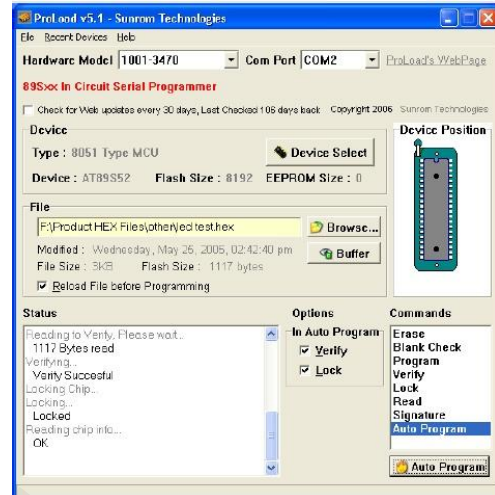 ProLoad v5.1 - Sunrom Technologies
File Recent Devices Help
Hardware Model 1001-3470 Com Port COM2 ProLoad's WebPage
89Sxx In Circuit Serial Programmer
Check for Web updates every 30 days, Last Checked 106 days back Copyright 2006 Sunrom Technologies
Device
Type : 8051 Type MCU Device Select
Device : AT89S52 Flash Size : 8192 EEPROM Size : 0
Device Position
File
F:\Product HEX Files\other\led test.hex Browse...
Modified : Wednesday, May 25, 2005, 02:42:40 pm
File Size : 3KB Flash Size : 1117 bytes Buffer
Reload File before Programming
Status
Reading to Verify, Please wait...
1117 Bytes read
Verifying...
Verify Succesful
Locking Chip...
Locking...
Locked
Reading chip info...
OK
Options
In Auto Program
Verify
Lock
Commands
Erase
Blank Check
Program
Verify
Lock
Read
Signature
Auto Program
Auto Program